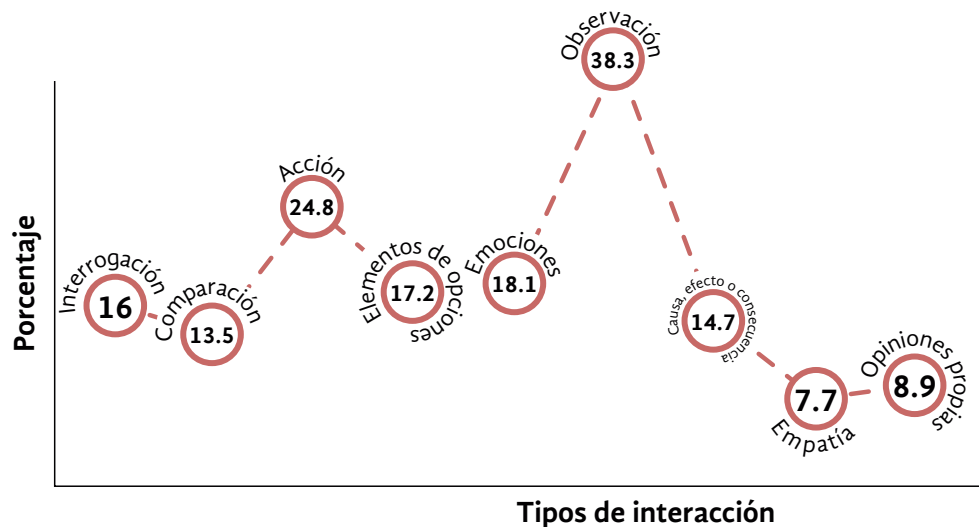 Porcentaje
Interrogación
16
Comparación
13.5
Acción
24.8
Elementos de opciones
17.2
Emociones
18.1
Observación
38.3
Causa, efecto o consecuencia
14.7
7.7
Empatía
Opiniones propias
8.9
Tipos de interacción